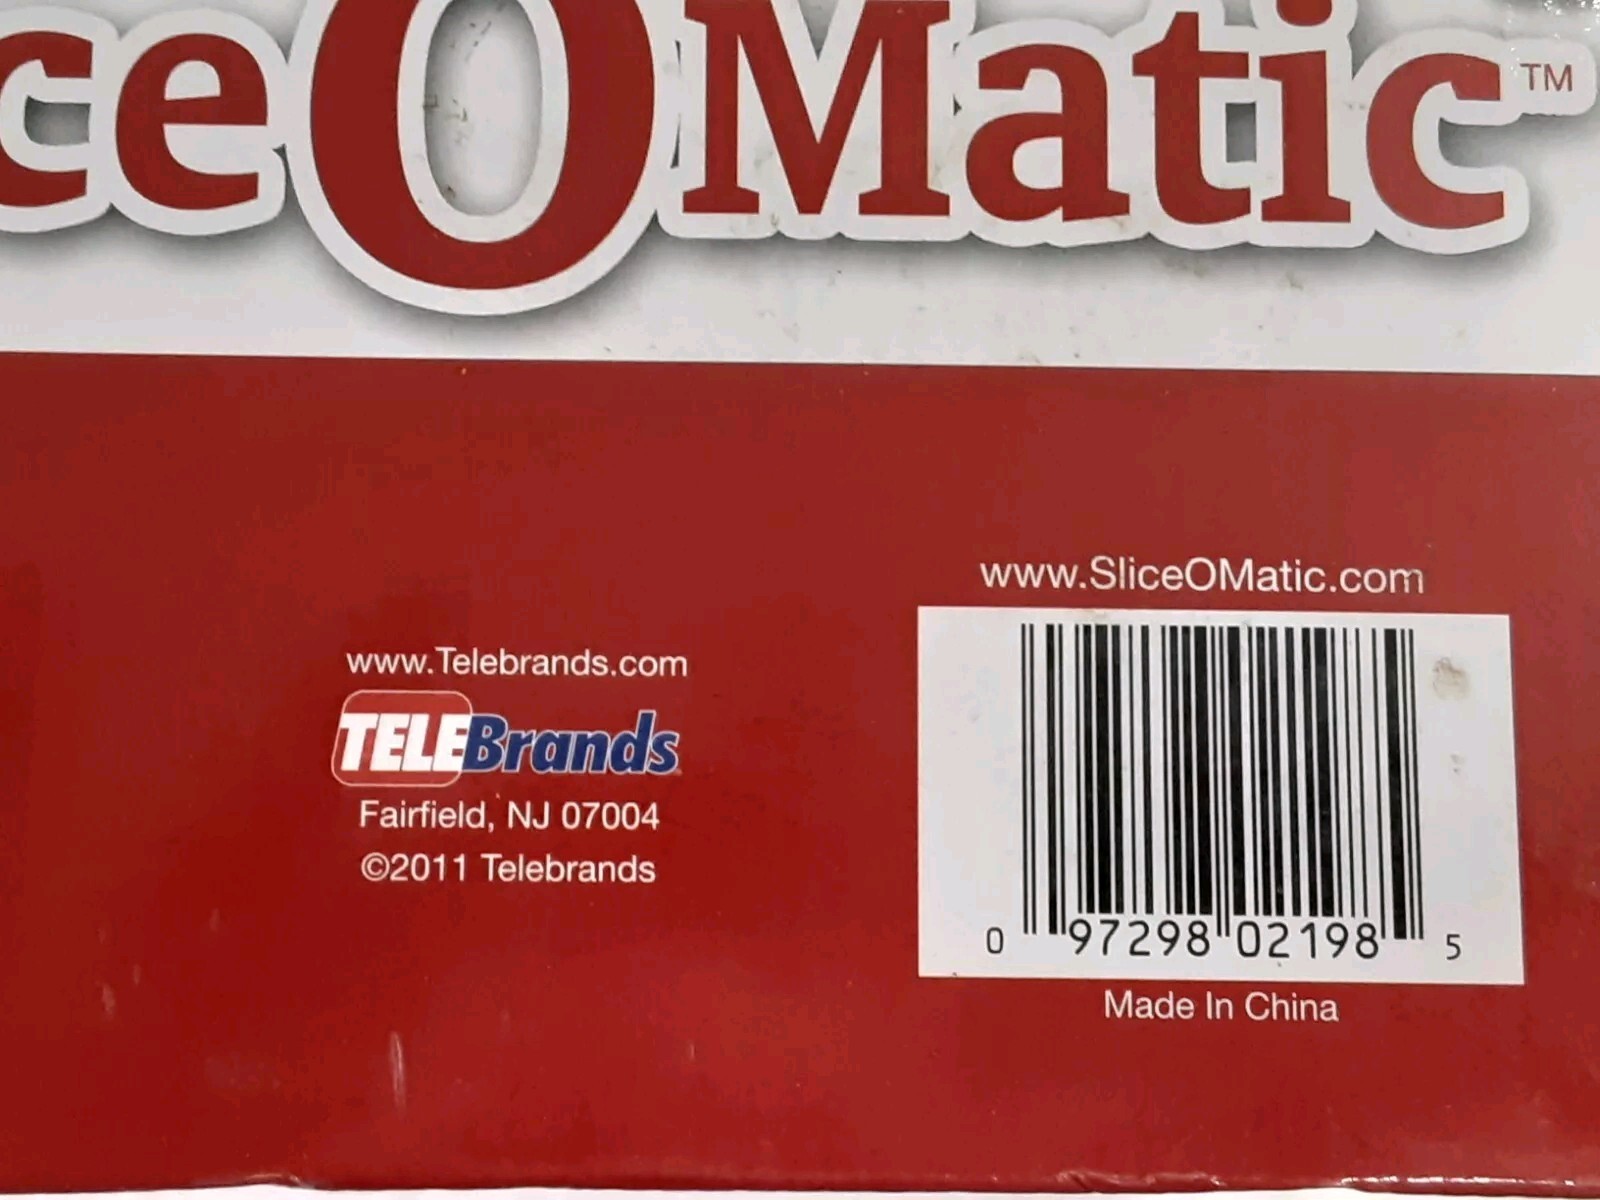 ceOMatic™
www.SliceOMatic.com
www.Telebrands.com
TELEBrands
Fairfield, NJ 07004
©2011 Telebrands
0 97298 02198 5
Made In China